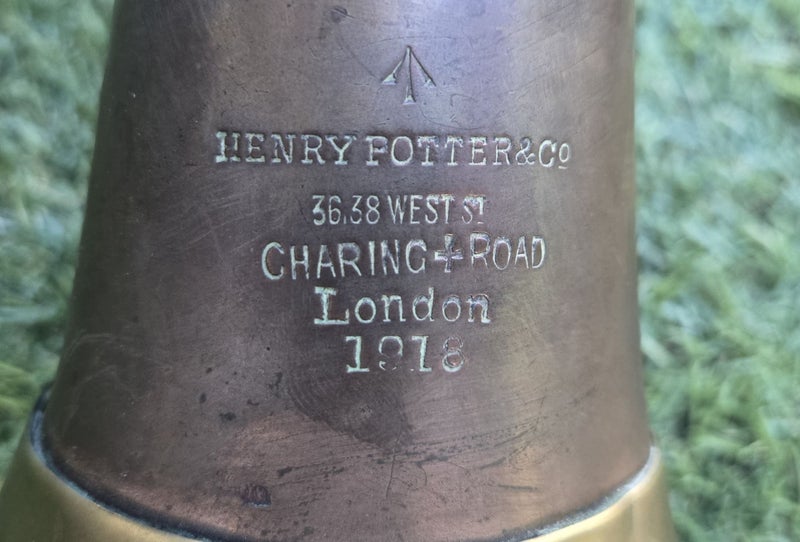 HENRY POTTER & Co
36.38 WEST ST
CHARING ✚ ROAD
London
1918